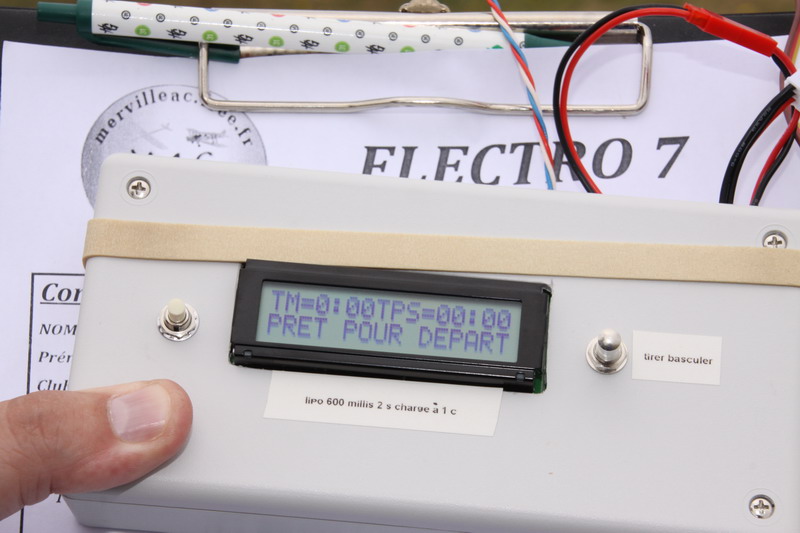 ELECTRO 7
TM=0:00TPS=00:00
PRET POUR DEPART
tirer basculer
lipo 600 millis 2 s charge à 1 c
NOM